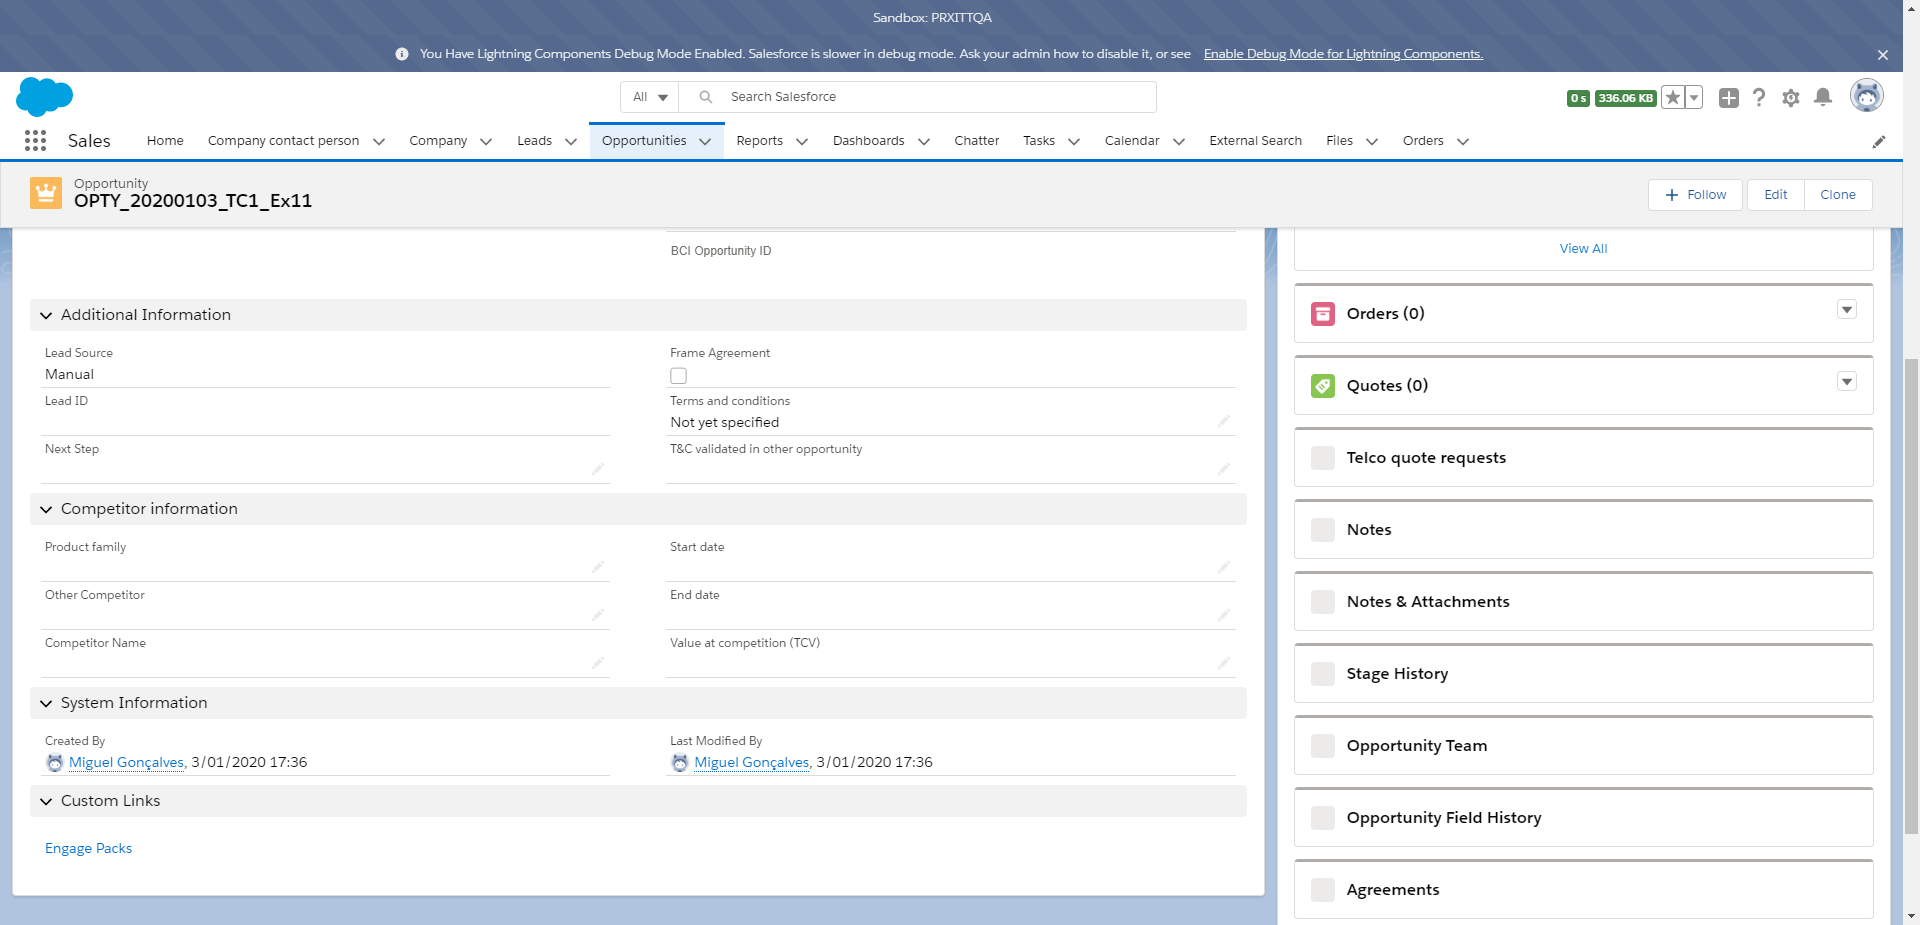 Sandbox: PRXITTQA
You Have Lightning Components Debug Mode Enabled. Salesforce is slower in debug mode. Ask your admin how to disable it, or see Enable Debug Mode for Lightning Components.
All Search Salesforce 0 s 336.06 KB
Sales Home Company contact person Company Leads Opportunities Reports Dashboards Chatter Tasks Calendar External Search Files Orders
Opportunity
OPTY_20200103_TC1_Ex11
Follow Edit Clone
BCI Opportunity ID
Additional Information
Lead Source
Manual
Frame Agreement
Lead ID
Terms and conditions
Not yet specified
Next Step
T&C validated in other opportunity
Competitor information
Product family
Start date
Other Competitor
End date
Competitor Name
Value at competition (TCV)
System Information
Created By
Miguel Gonçalves, 3/01/2020 17:36
Last Modified By
Miguel Gonçalves, 3/01/2020 17:36
Custom Links
Engage Packs
View All
Orders (0)
Quotes (0)
Telco quote requests
Notes
Notes & Attachments
Stage History
Opportunity Team
Opportunity Field History
Agreements